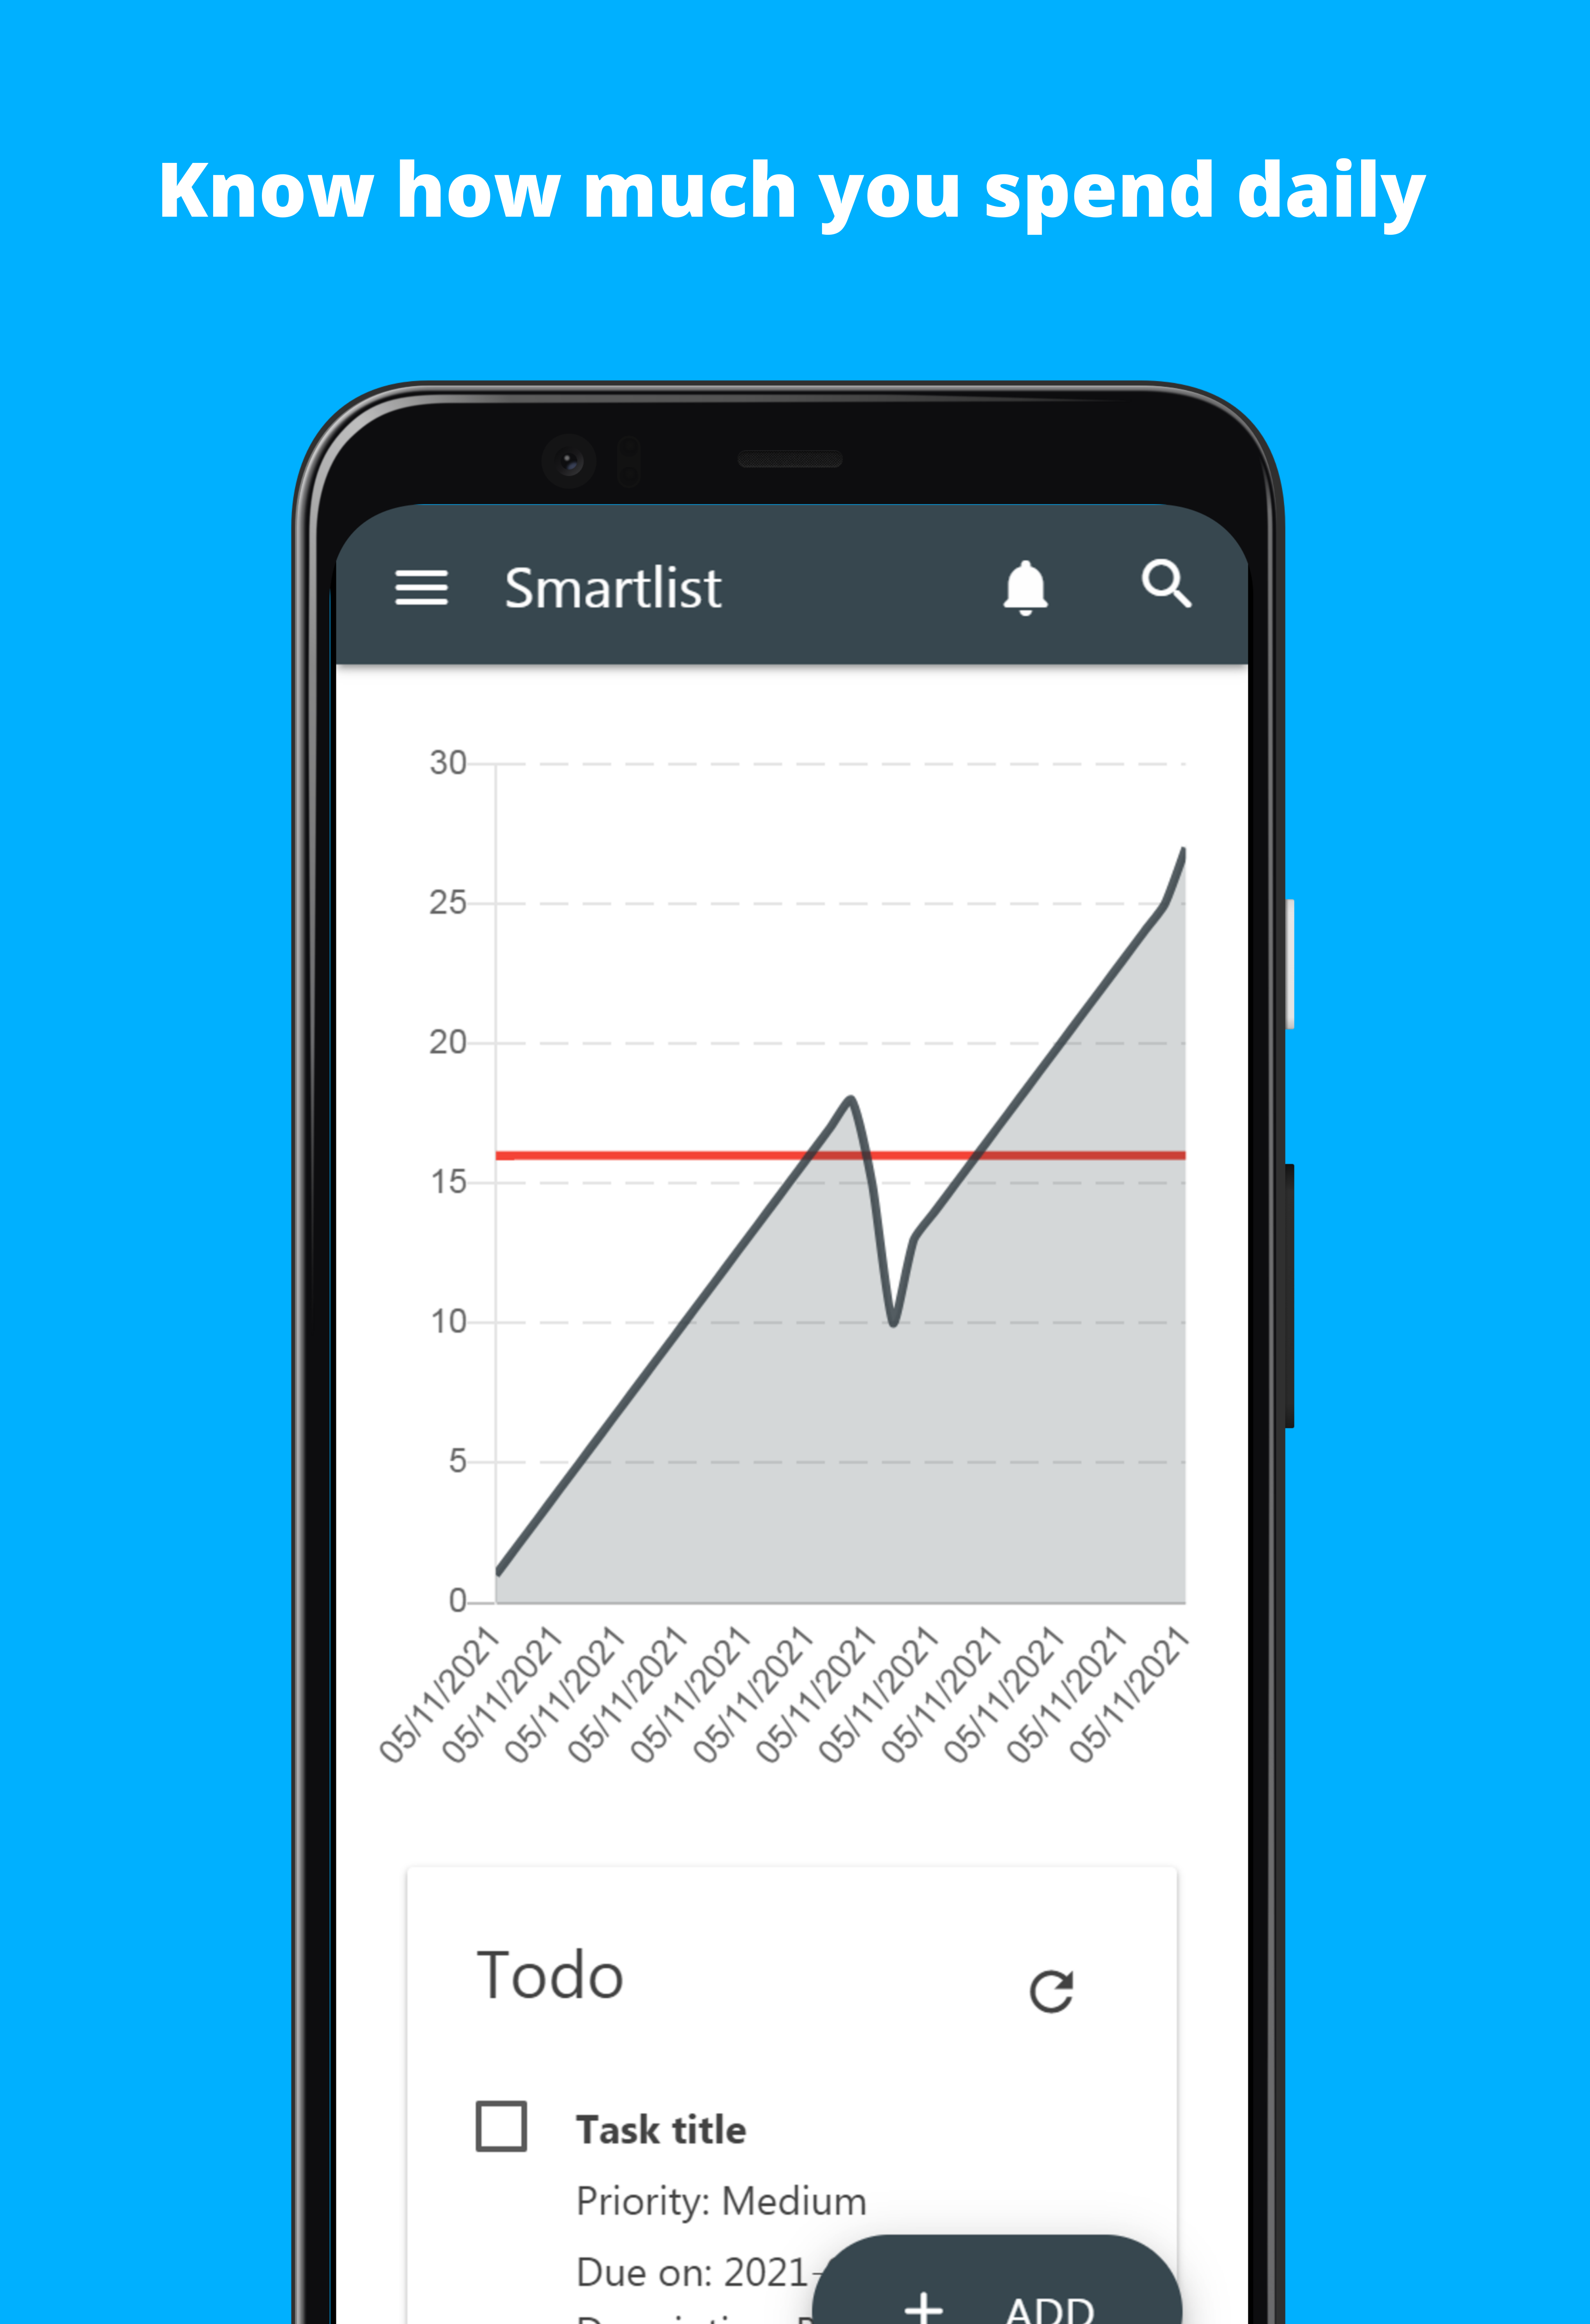 Know how much you spend daily
Smartlist
30
25
20
15
10
5
0
05/11/2021 05/11/2021 05/11/2021 05/11/2021 05/11/2021 05/11/2021 05/11/2021 05/11/2021 05/11/2021 05/11/2021 05/11/2021 05/11/2021
Todo
Task title
Priority: Medium
Due on: 2021-
ADD